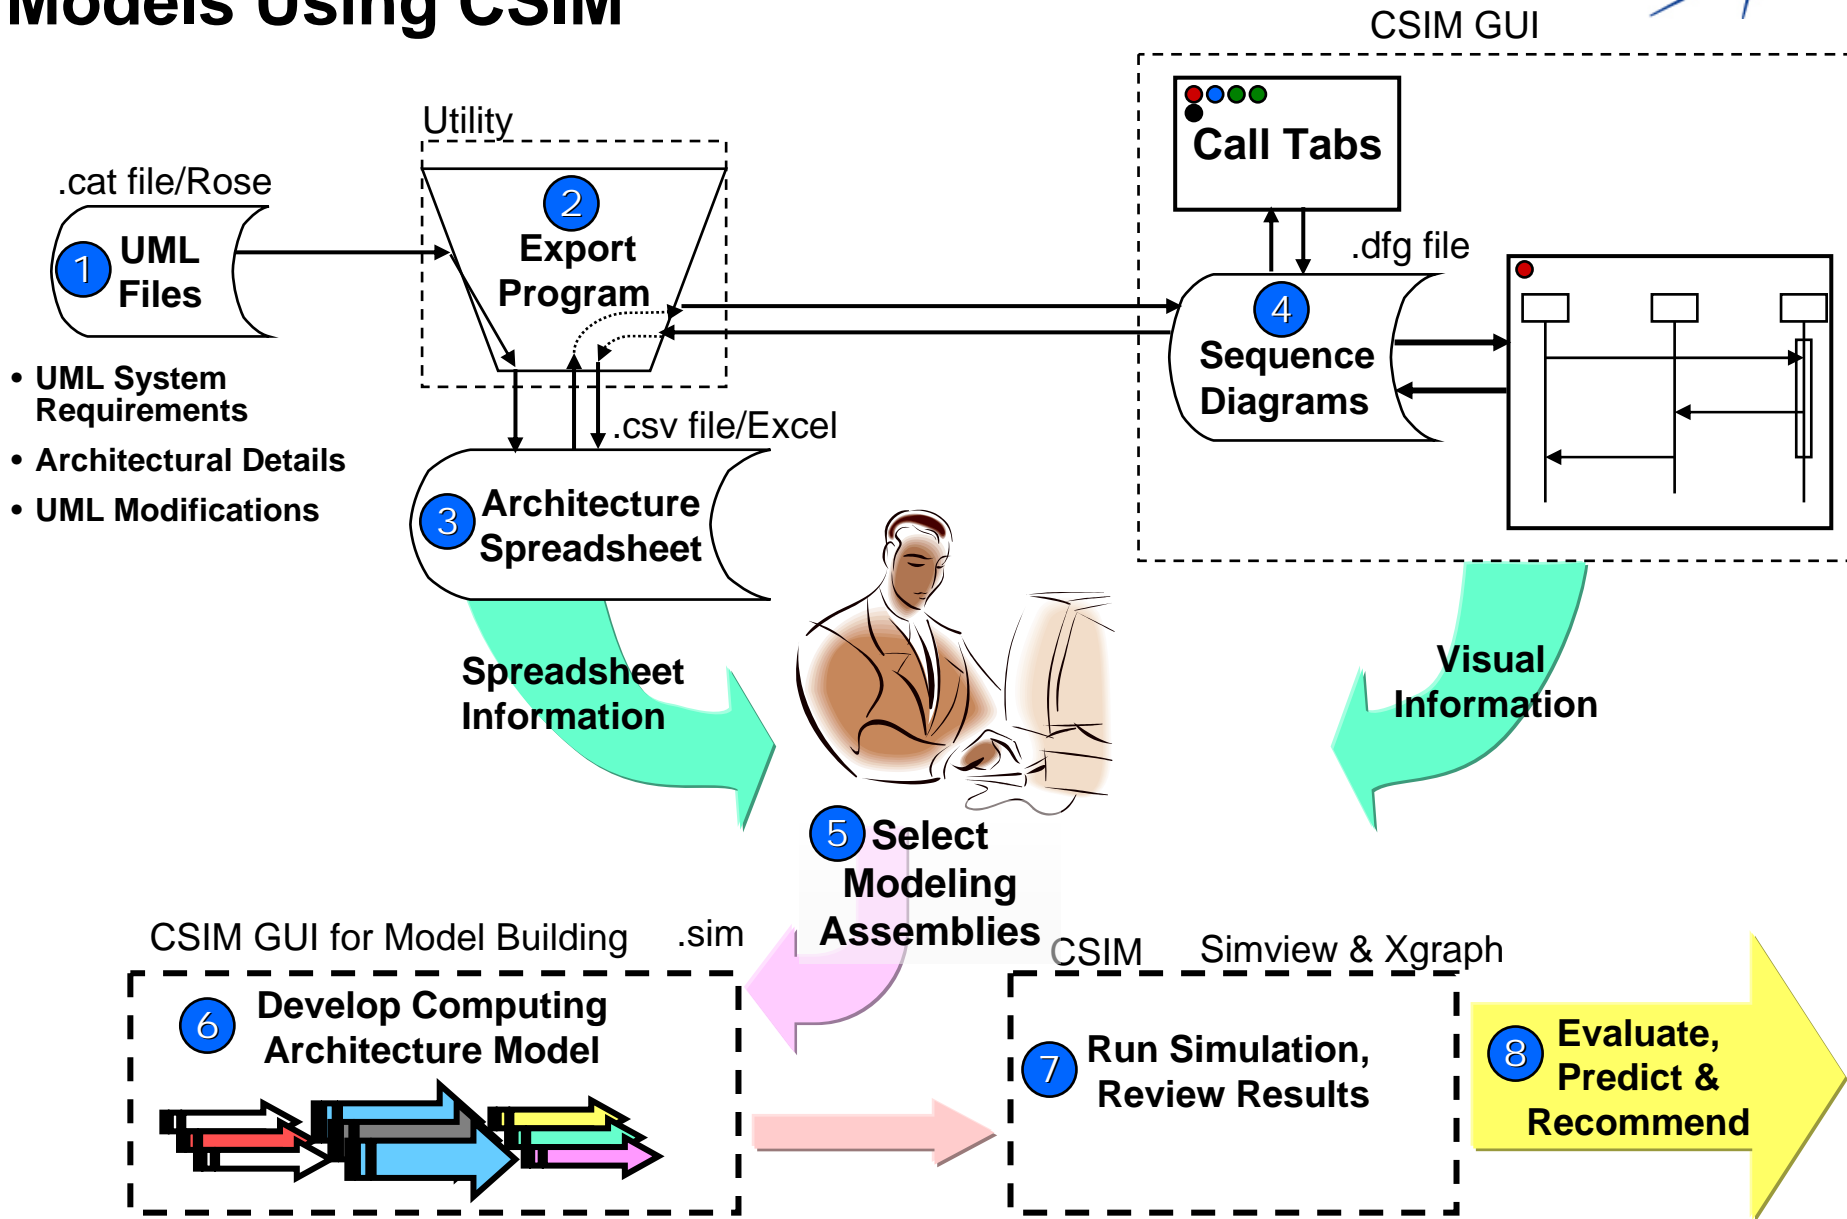 Models Using CSIM
CSIM GUI
Utility
.cat file/Rose
1
UML
Files
2
Export
Program
Call Tabs
.dfg file
4
Sequence
Diagrams
• UML System
Requirements
• Architectural Details
• UML Modifications
.csv file/Excel
3
Architecture
Spreadsheet
Spreadsheet
Information
Visual
Information
5
Select
Modeling
Assemblies
CSIM GUI for Model Building
.sim
6
Develop Computing
Architecture Model
CSIM
Simview & Xgraph
7
Run Simulation,
Review Results
8
Evaluate,
Predict &
Recommend